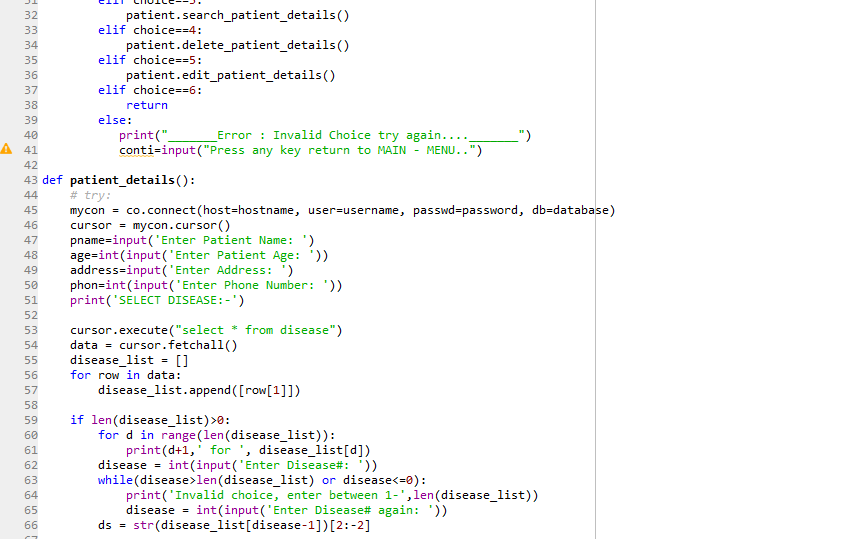 31 elif choice==3:
32 patient.search_patient_details()
33 elif choice==4:
34 patient.delete_patient_details()
35 elif choice==5:
36 patient.edit_patient_details()
37 elif choice==6:
38 return
39 else:
40 print("_______Error : Invalid Choice try again...._______")
41 conti=input("Press any key return to MAIN - MENU..")
42
43 def patient_details():
44 # try:
45 mycon = co.connect(host=hostname, user=username, passwd=password, db=database)
46 cursor = mycon.cursor()
47 pname=input('Enter Patient Name: ')
48 age=int(input('Enter Patient Age: '))
49 address=input('Enter Address: ')
50 phon=int(input('Enter Phone Number: '))
51 print('SELECT DISEASE:-')
52
53 cursor.execute("select * from disease")
54 data = cursor.fetchall()
55 disease_list = []
56 for row in data:
57 disease_list.append([row[1]])
58
59 if len(disease_list)>0:
60 for d in range(len(disease_list)):
61 print(d+1,' for ', disease_list[d])
62 disease = int(input('Enter Disease#: '))
63 while(disease>len(disease_list) or disease<=0):
64 print('Invalid choice, enter between 1-',len(disease_list))
65 disease = int(input('Enter Disease# again: '))
66 ds = str(disease_list[disease-1])[2:-2]
67